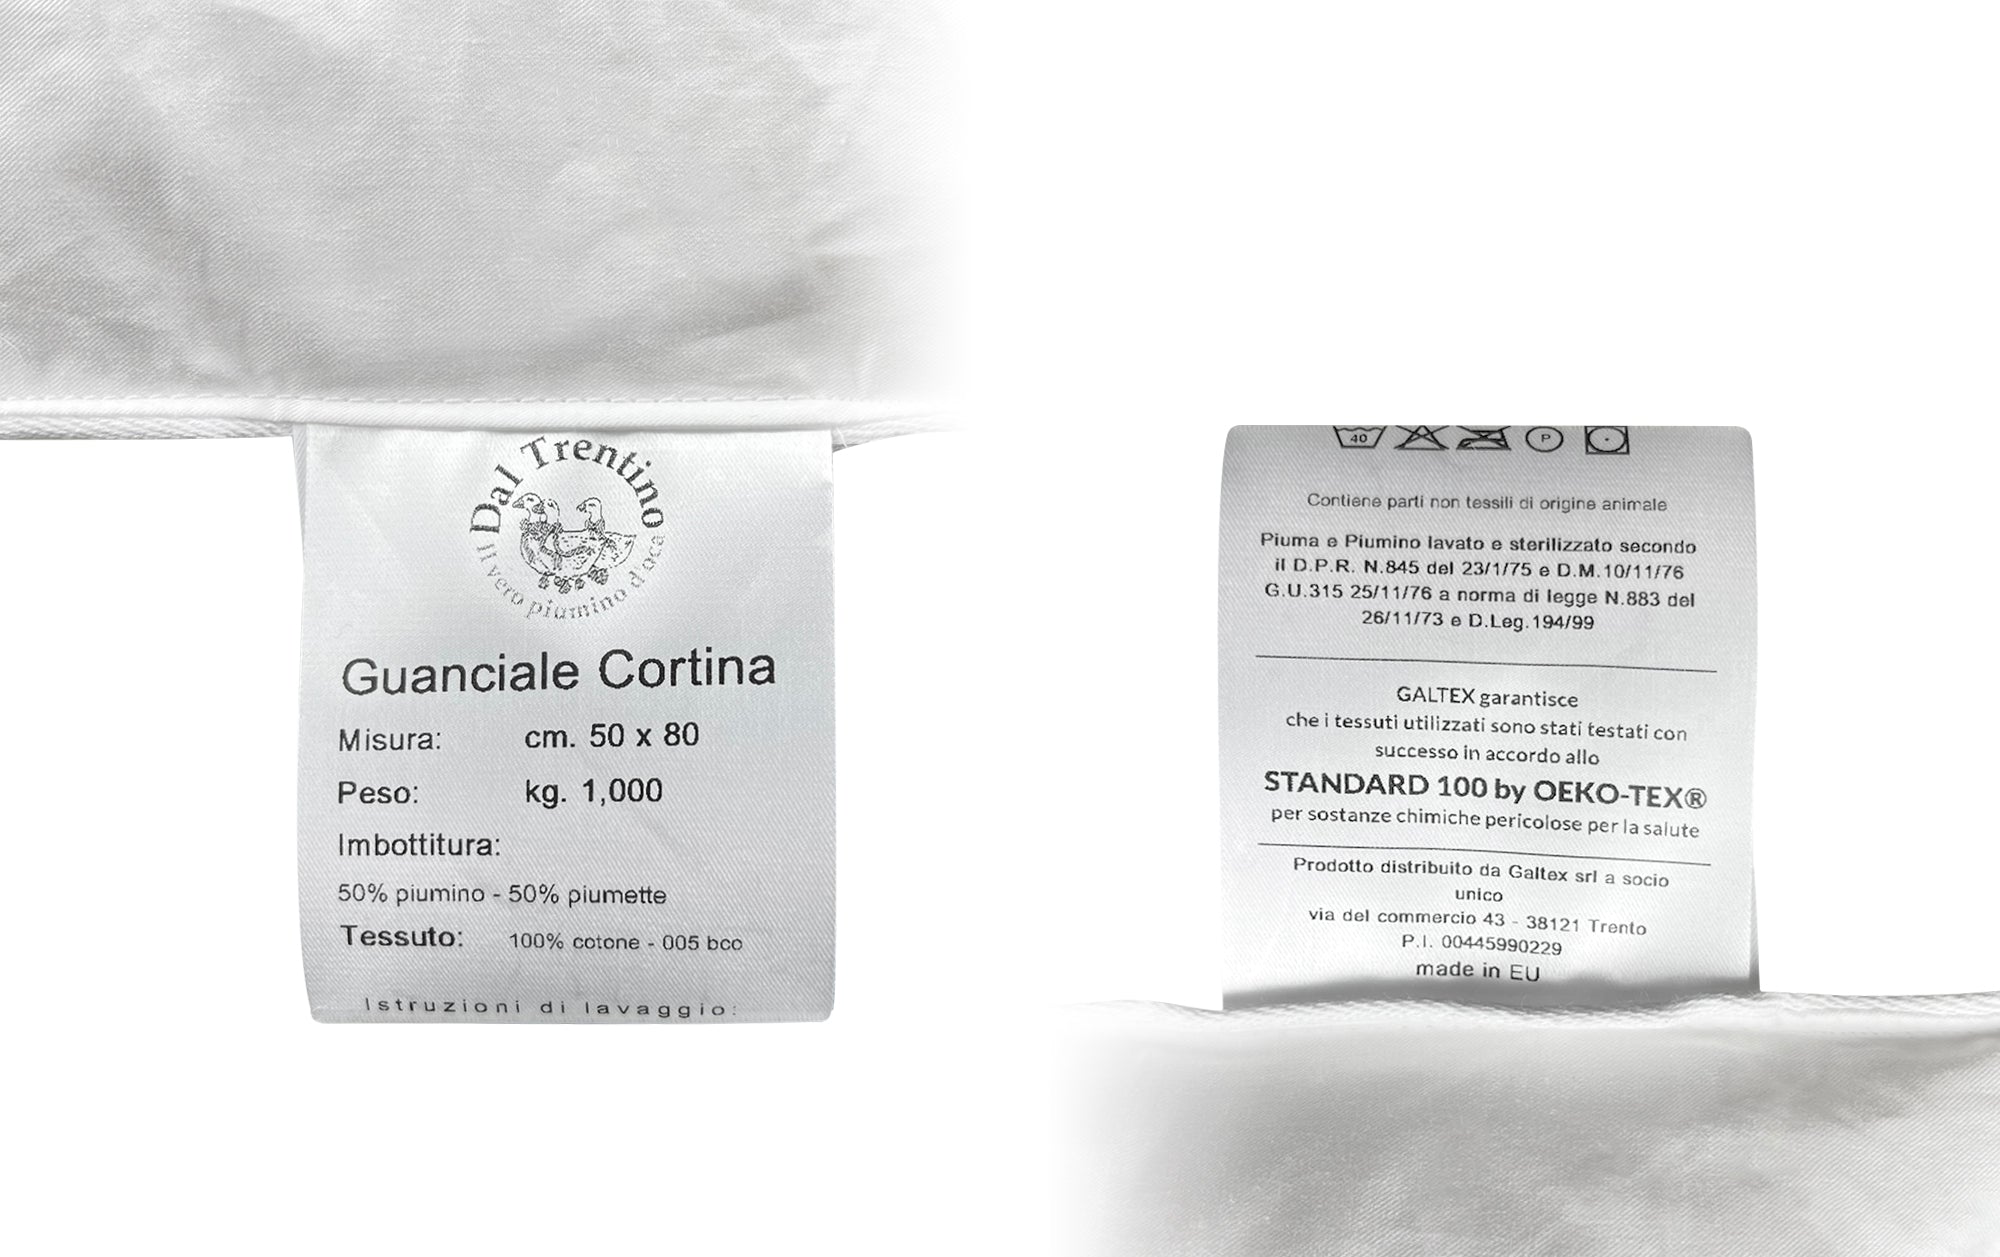 Dal Trentino
Il vero piumino d'oca
Guanciale Cortina
Misura: cm. 50 x 80
Peso: kg. 1,000
Imbottitura:
50% piumino - 50% piumette
Tessuto: 100% cotone - 005 bco
Istruzioni di lavaggio:
40 P
Contiene parti non tessili di origine animale
Piuma e Piumino lavato e sterilizzato secondo
il D.P.R. N.845 del 23/1/75 e D.M.10/11/76
G.U.315 25/11/76 a norma di legge N.883 del
26/11/73 e D.Leg.194/99
GALTEX garantisce
che i tessuti utilizzati sono stati testati con
successo in accordo allo
STANDARD 100 by OEKO-TEX®
per sostanze chimiche pericolose per la salute
Prodotto distribuito da Galtex srl a socio
unico
via del commercio 43 - 38121 Trento
P.I. 00445990229
made in EU